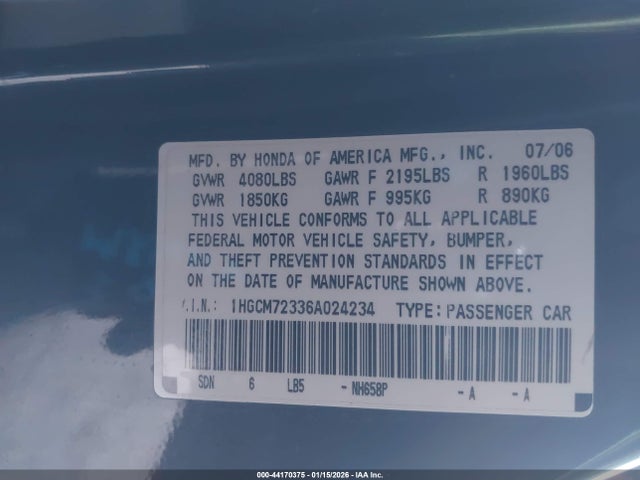 MFD. BY HONDA OF AMERICA MFG., INC. 07/06
GVWR 4080LBS GAWR F 2195LBS R 1960LBS
GVWR 1850KG GAWR F 995KG R 890KG
THIS VEHICLE CONFORMS TO ALL APPLICABLE
FEDERAL MOTOR VEHICLE SAFETY, BUMPER,
AND THEFT PREVENTION STANDARDS IN EFFECT
ON THE DATE OF MANUFACTURE SHOWN ABOVE.
V.I.N.: 1HGCM72336A024234 TYPE: PASSENGER CAR
SDN 6 LB5 -NH658P -A -A
000-44170375 - 01/15/2026 - IAA Inc.